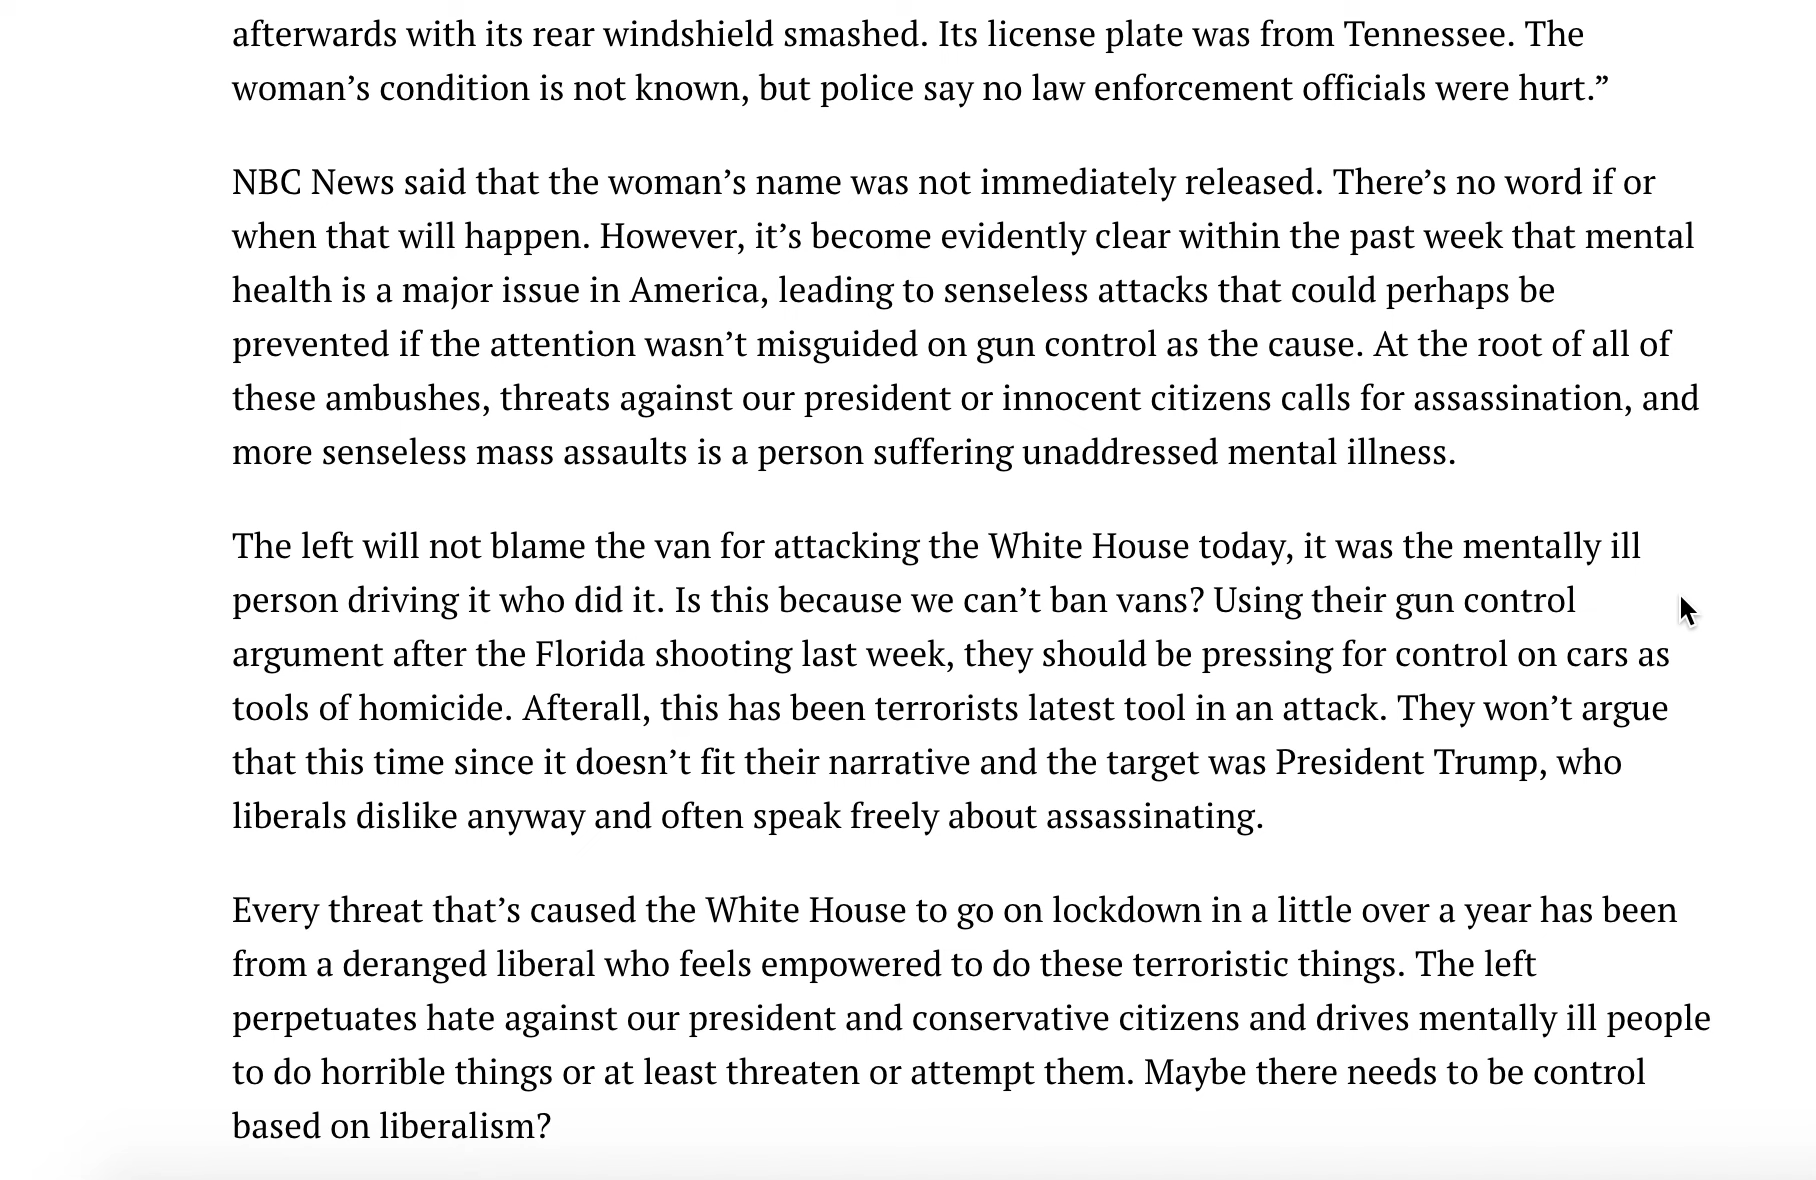 afterwards with its rear windshield smashed. Its license plate was from Tennessee. The
woman’s condition is not known, but police say no law enforcement officials were hurt.”
NBC News said that the woman’s name was not immediately released. There’s no word if or
when that will happen. However, it’s become evidently clear within the past week that mental
health is a major issue in America, leading to senseless attacks that could perhaps be
prevented if the attention wasn’t misguided on gun control as the cause. At the root of all of
these ambushes, threats against our president or innocent citizens calls for assassination, and
more senseless mass assaults is a person suffering unaddressed mental illness.
The left will not blame the van for attacking the White House today, it was the mentally ill
person driving it who did it. Is this because we can’t ban vans? Using their gun control
argument after the Florida shooting last week, they should be pressing for control on cars as
tools of homicide. Afterall, this has been terrorists latest tool in an attack. They won’t argue
that this time since it doesn’t fit their narrative and the target was President Trump, who
liberals dislike anyway and often speak freely about assassinating.
Every threat that’s caused the White House to go on lockdown in a little over a year has been
from a deranged liberal who feels empowered to do these terroristic things. The left
perpetuates hate against our president and conservative citizens and drives mentally ill people
to do horrible things or at least threaten or attempt them. Maybe there needs to be control
based on liberalism?